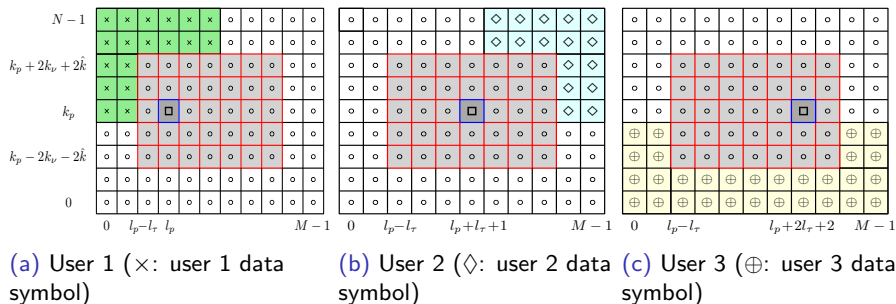 N − 1
k_p + 2k_ν + 2k̂
k_p
k_p − 2k_ν − 2k̂
0
0 l_p−l_τ l_p M − 1
0 l_p−l_τ l_p+l_τ+1 M − 1
0 l_p−l_τ l_p+2l_τ+2 M − 1
(a) User 1 (×: user 1 data symbol)
(b) User 2 (◇: user 2 data symbol)
(c) User 3 (⊕: user 3 data symbol)